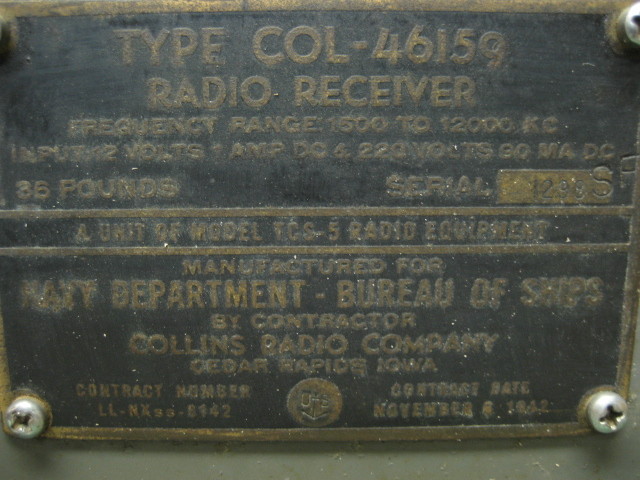 TYPE COL-46159
RADIO RECEIVER
FREQUENCY RANGE 1500 TO 12000 KC
INPUT 12 VOLTS 1 AMP DC & 220 VOLTS 90 MA DC
36 POUNDS SERIAL S
A UNIT OF MODEL TCS-5 RADIO EQUIPMENT
MANUFACTURED FOR
NAVY DEPARTMENT - BUREAU OF SHIPS
BY CONTRACTOR
COLLINS RADIO COMPANY
CEDAR RAPIDS IOWA
CONTRACT NUMBER CONTRACT DATE
NOVEMBER 1942